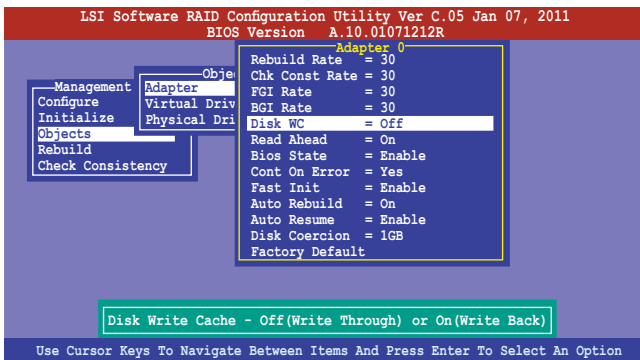 LSI Software RAID Configuration Utility Ver C.05 Jan 07, 2011
BIOS Version A.10.01071212R
Management
Configure
Initialize
Objects
Rebuild
Check Consistency
Obje
Adapter
Virtual Driv
Physical Dri
Adapter 0
Rebuild Rate = 30
Chk Const Rate = 30
FGI Rate = 30
BGI Rate = 30
Disk WC = Off
Read Ahead = On
Bios State = Enable
Cont On Error = Yes
Fast Init = Enable
Auto Rebuild = On
Auto Resume = Enable
Disk Coercion = 1GB
Factory Default
Disk Write Cache - Off(Write Through) or On(Write Back)
Use Cursor Keys To Navigate Between Items And Press Enter To Select An Option